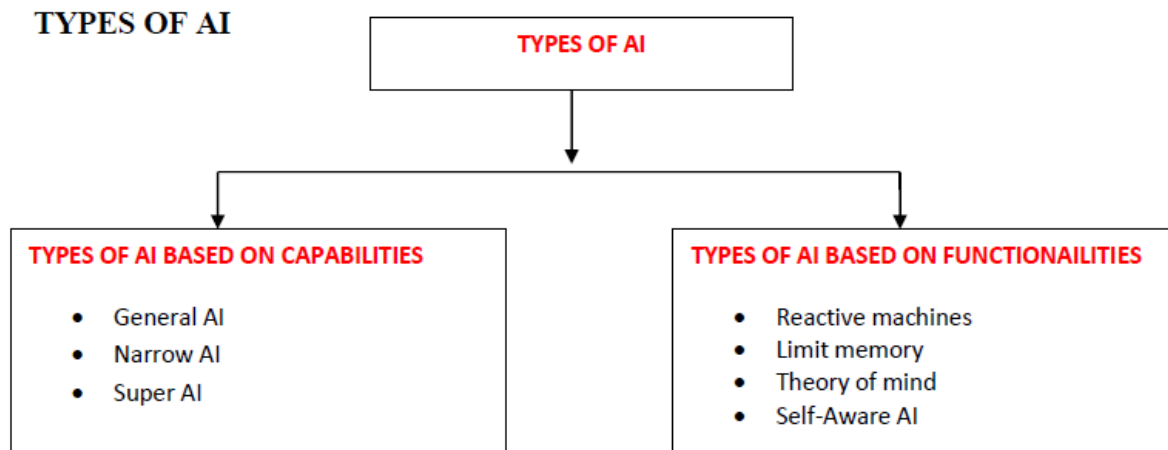 TYPES OF AI
TYPES OF AI
TYPES OF AI BASED ON CAPABILITIES
• General AI
• Narrow AI
• Super AI
TYPES OF AI BASED ON FUNCTIONAILITIES
• Reactive machines
• Limit memory
• Theory of mind
• Self-Aware AI